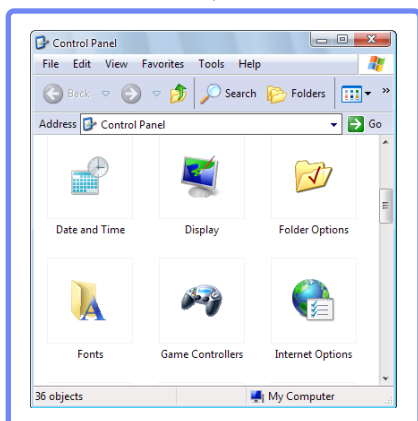 Control Panel
File Edit View Favorites Tools Help
Back Search Folders »
Address Control Panel Go
Date and Time Display Folder Options
Fonts Game Controllers Internet Options
36 objects My Computer